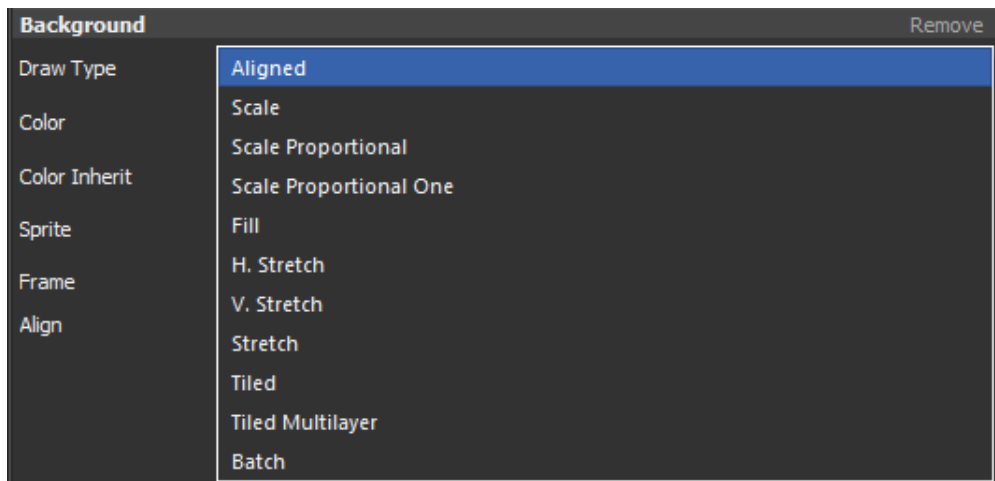 Background Remove
Draw Type
Aligned
Color
Scale
Scale Proportional
Color Inherit
Scale Proportional One
Sprite
Fill
H. Stretch
Frame
V. Stretch
Align
Stretch
Tiled
Tiled Multilayer
Batch